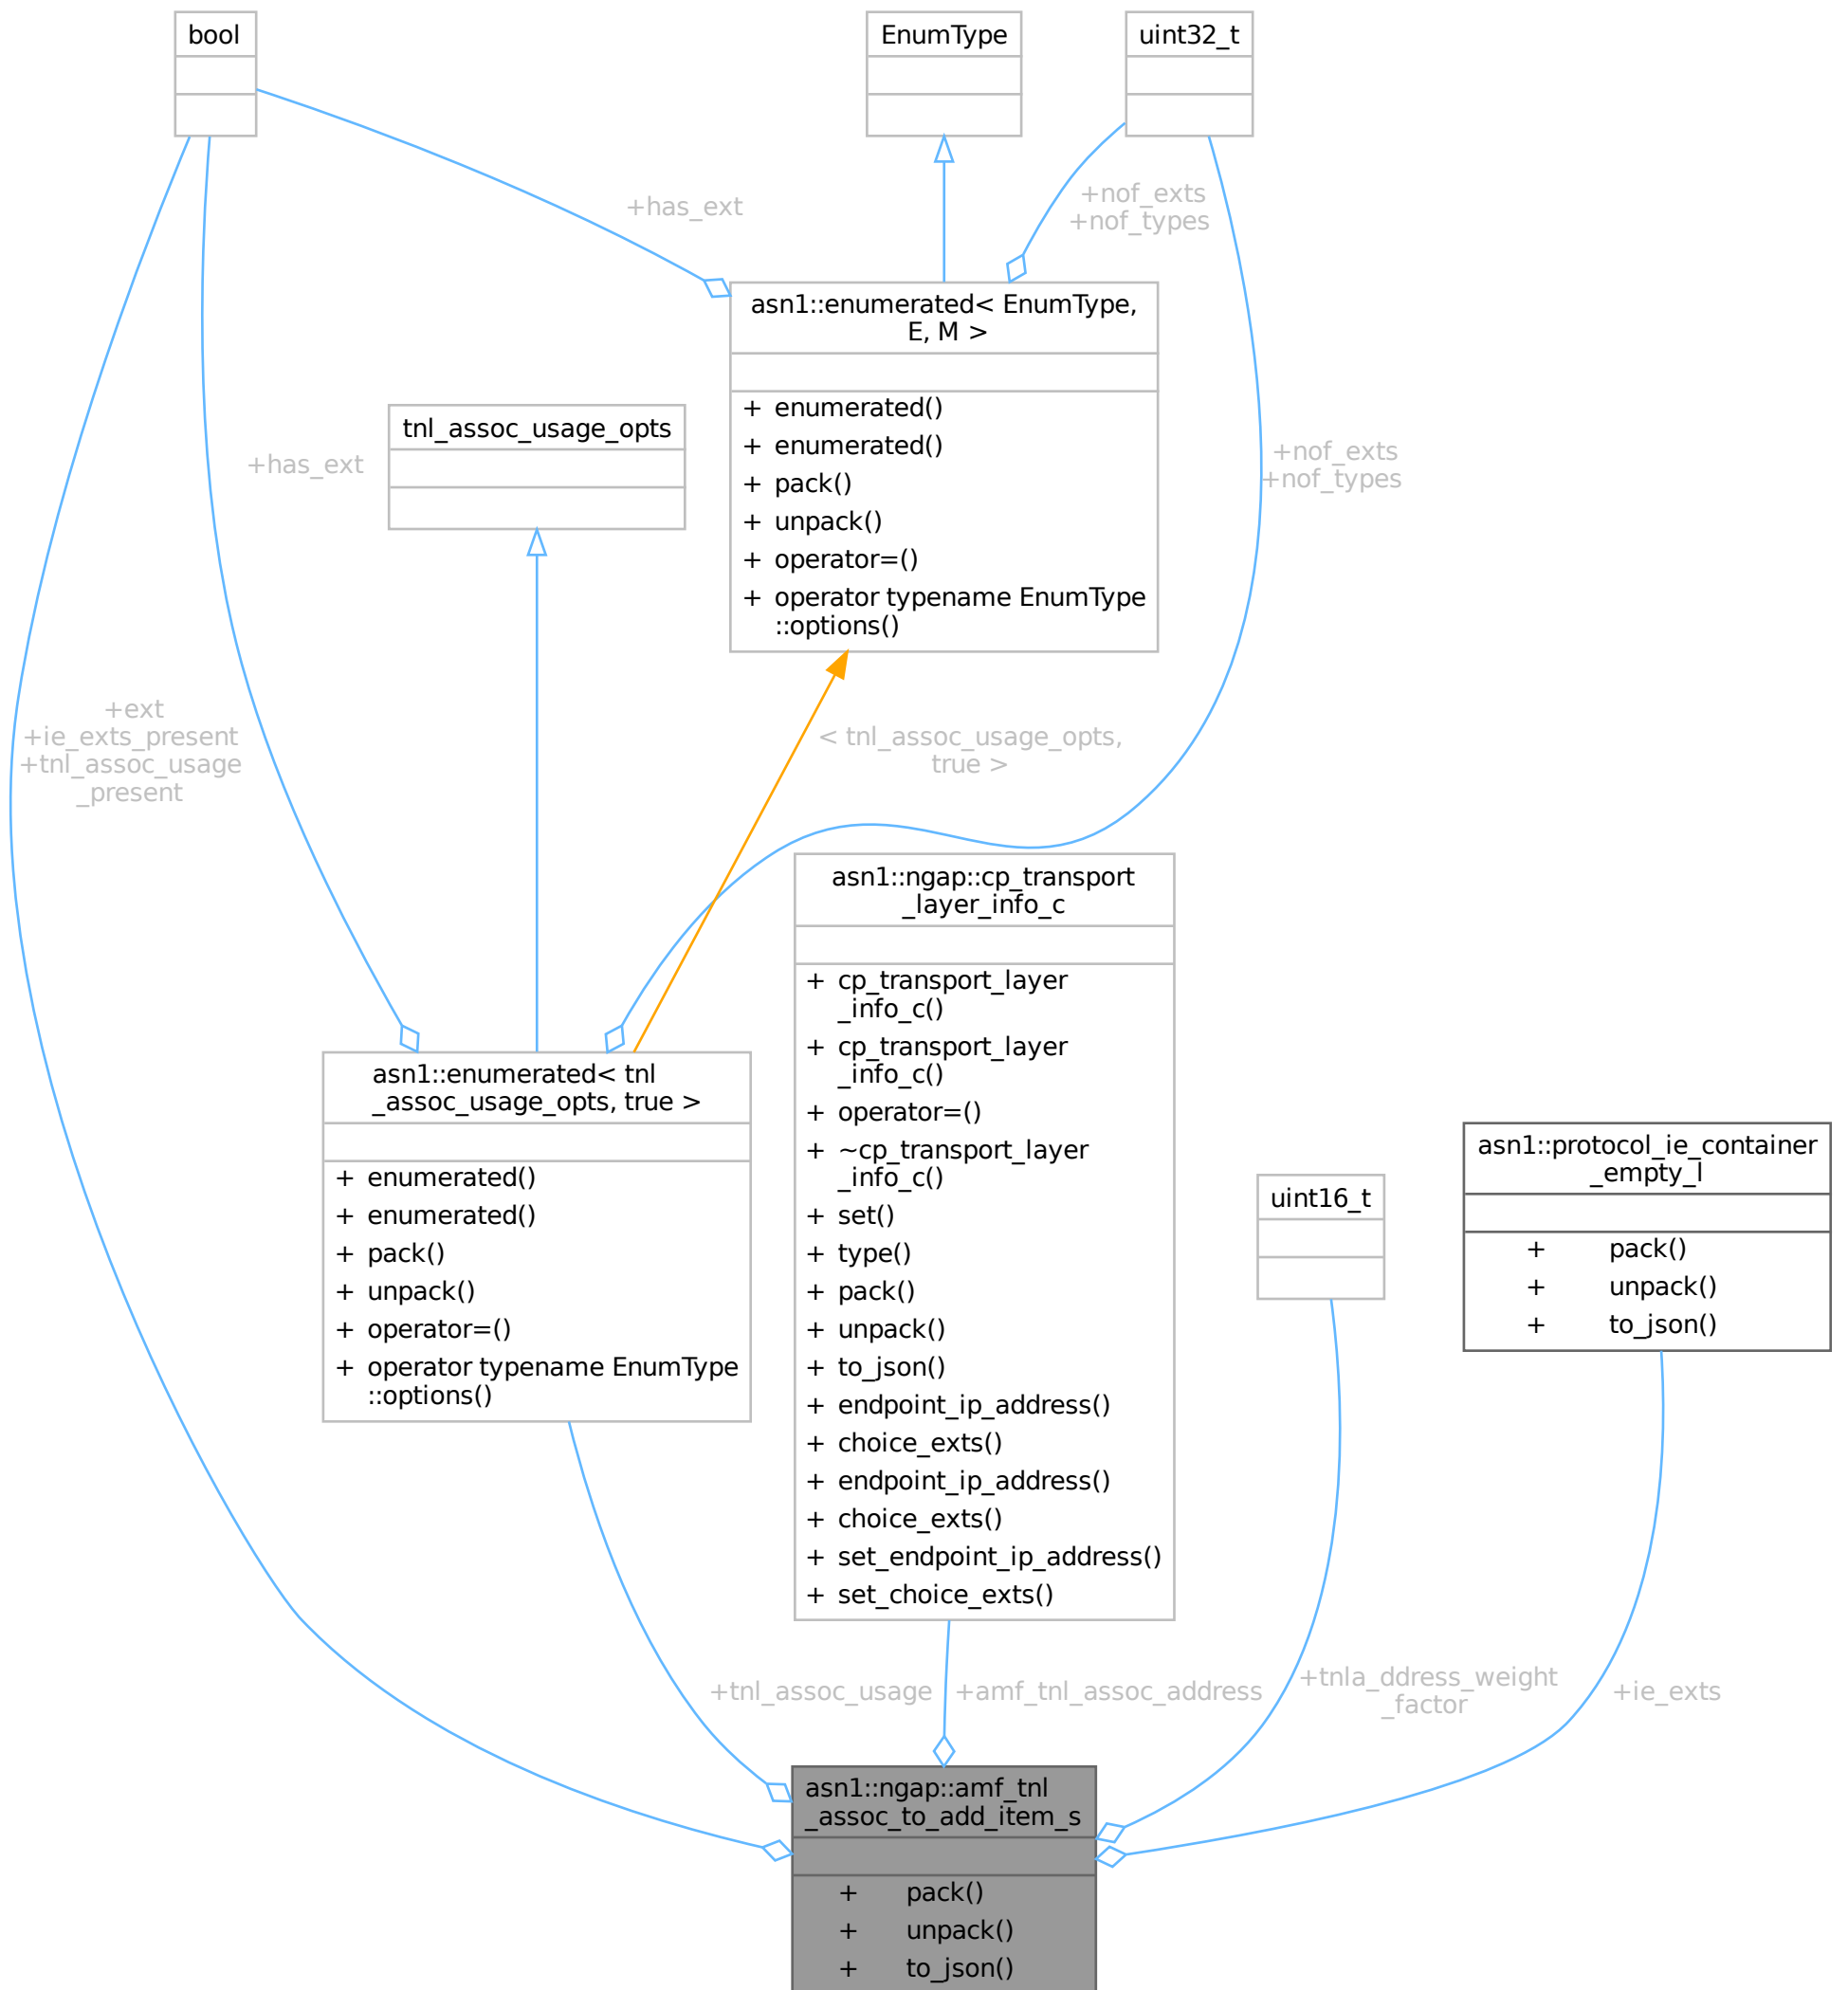 bool
EnumType
uint32_t
+has_ext
+nof_exts
+nof_types
asn1::enumerated< EnumType,
E, M >
+ enumerated()
+ enumerated()
+ pack()
+ unpack()
+ operator=()
+ operator typename EnumType
::options()
tnl_assoc_usage_opts
+has_ext
+nof_exts
+nof_types
+ext
+ie_exts_present
+tnl_assoc_usage
_present
< tnl_assoc_usage_opts,
true >
asn1::ngap::cp_transport
_layer_info_c
+ cp_transport_layer
_info_c()
+ cp_transport_layer
_info_c()
+ operator=()
+ ~cp_transport_layer
_info_c()
+ set()
+ type()
+ pack()
+ unpack()
+ to_json()
+ endpoint_ip_address()
+ choice_exts()
+ endpoint_ip_address()
+ choice_exts()
+ set_endpoint_ip_address()
+ set_choice_exts()
asn1::enumerated< tnl
_assoc_usage_opts, true >
+ enumerated()
+ enumerated()
+ pack()
+ unpack()
+ operator=()
+ operator typename EnumType
::options()
uint16_t
asn1::protocol_ie_container
_empty_l
+ pack()
+ unpack()
+ to_json()
+tnl_assoc_usage
+amf_tnl_assoc_address
+tnla_ddress_weight
_factor
+ie_exts
asn1::ngap::amf_tnl
_assoc_to_add_item_s
+ pack()
+ unpack()
+ to_json()